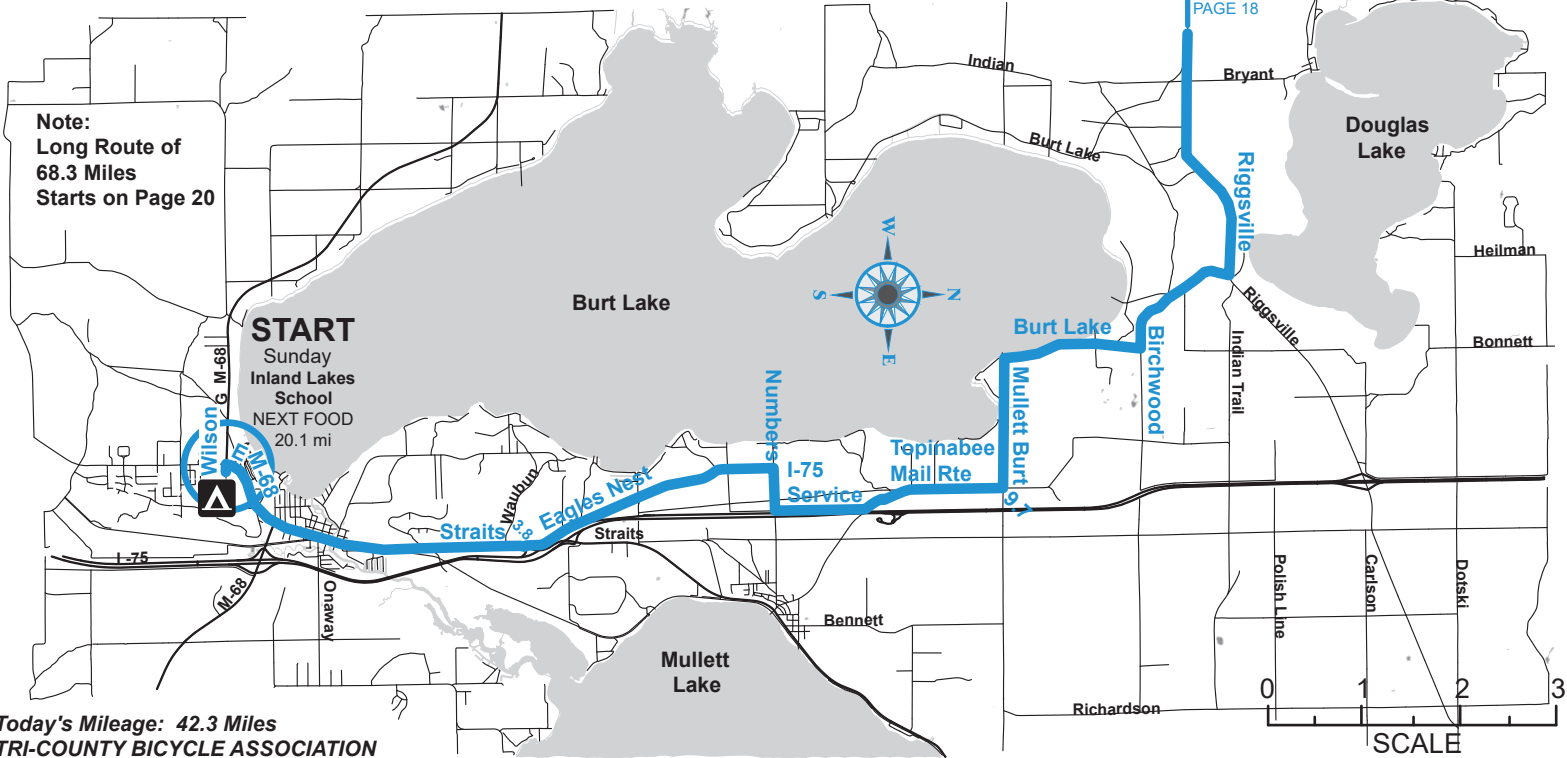 PAGE 18
Indian
Bryant
Note:
Long Route of
68.3 Miles
Starts on Page 20
Douglas
Lake
Burt Lake
Riggsville
Heilman
W
S
N
E
Burt Lake
START
Sunday
Inland Lakes
School
NEXT FOOD
20.1 mi
G M-68
Wilson
E. M-68
Burt Lake
Birchwood
Riggsville
Indian Trail
Bonnett
Numbers
Mullett Burt
9.7
Topinabee
Mail Rte
I-75
Service
Waubun
3.8
Eagles Nest
Straits
Straits
I-75
M-68
Onaway
Bennett
Polish Line
Carlson
Dotski
Mullett
Lake
Richardson
0 1 2 3
SCALE
Today's Mileage: 42.3 Miles
TRI-COUNTY BICYCLE ASSOCIATION